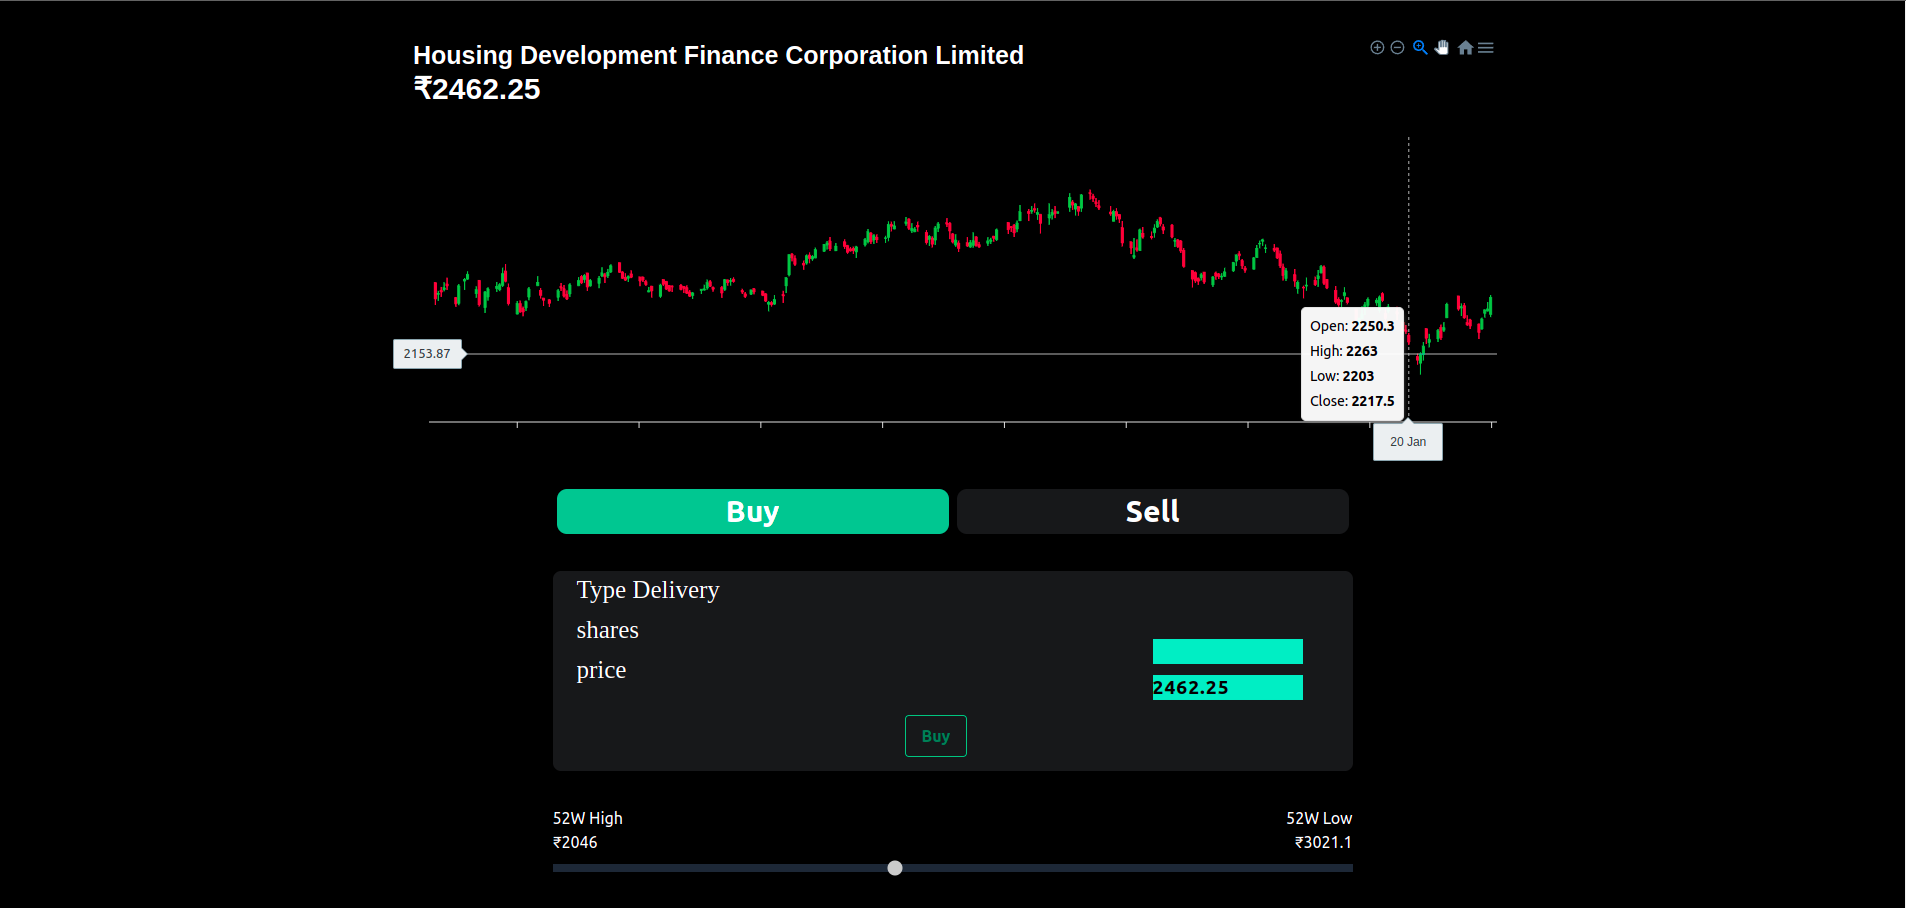 Housing Development Finance Corporation Limited
₹2462.25
Open: 2250.3
High: 2263
Low: 2203
Close: 2217.5
2153.87
20 Jan
Buy
Sell
Type Delivery
shares
price
2462.25
Buy
52W High
₹2046
52W Low
₹3021.1